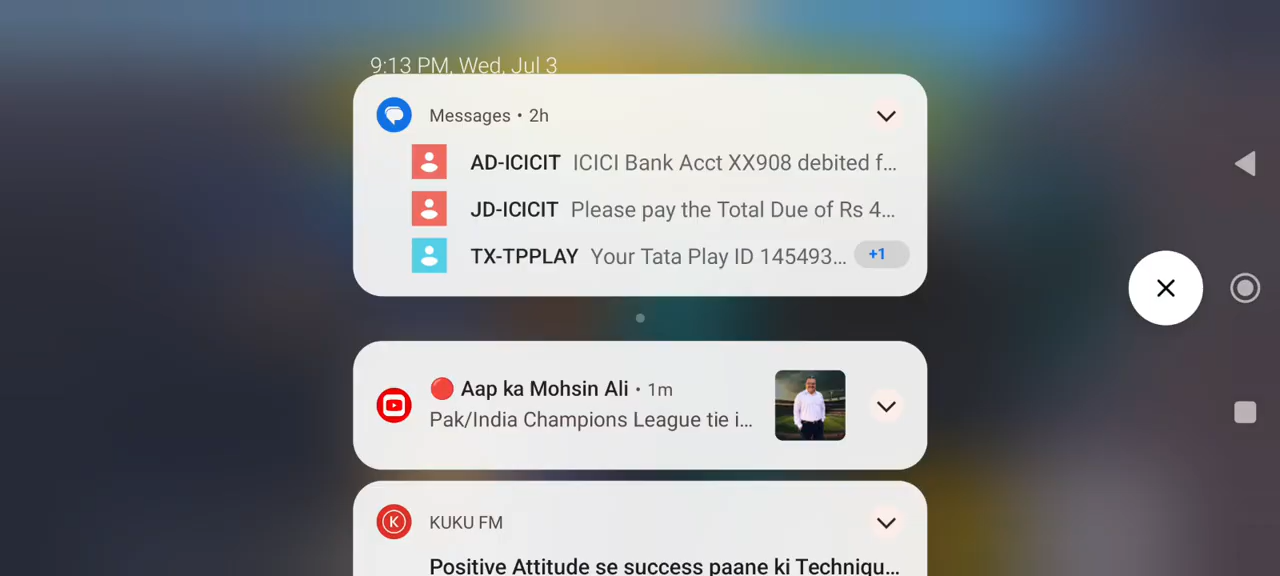 9:13 PM, Wed, Jul 3
Messages • 2h
AD-ICICIT ICICI Bank Acct XX908 debited f...
JD-ICICIT Please pay the Total Due of Rs 4...
TX-TPPLAY Your Tata Play ID 145493... +1
🔴 Aap ka Mohsin Ali • 1m
Pak/India Champions League tie i...
KUKU FM
Positive Attitude se success paane ki Techniqu...